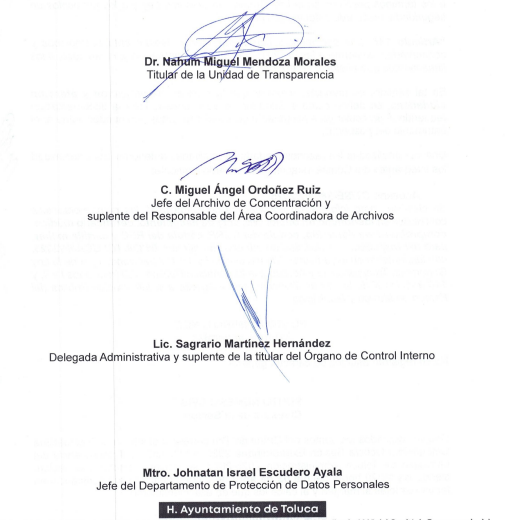 Dr. Nahum Miguel Mendoza Morales
Titular de la Unidad de Transparencia
C. Miguel Ángel Ordoñez Ruiz
Jefe del Archivo de Concentración y
suplente del Responsable del Área Coordinadora de Archivos
Lic. Sagrario Martínez Hernández
Delegada Administrativa y suplente de la titular del Órgano de Control Interno
Mtro. Johnatan Israel Escudero Ayala
Jefe del Departamento de Protección de Datos Personales
H. Ayuntamiento de Toluca